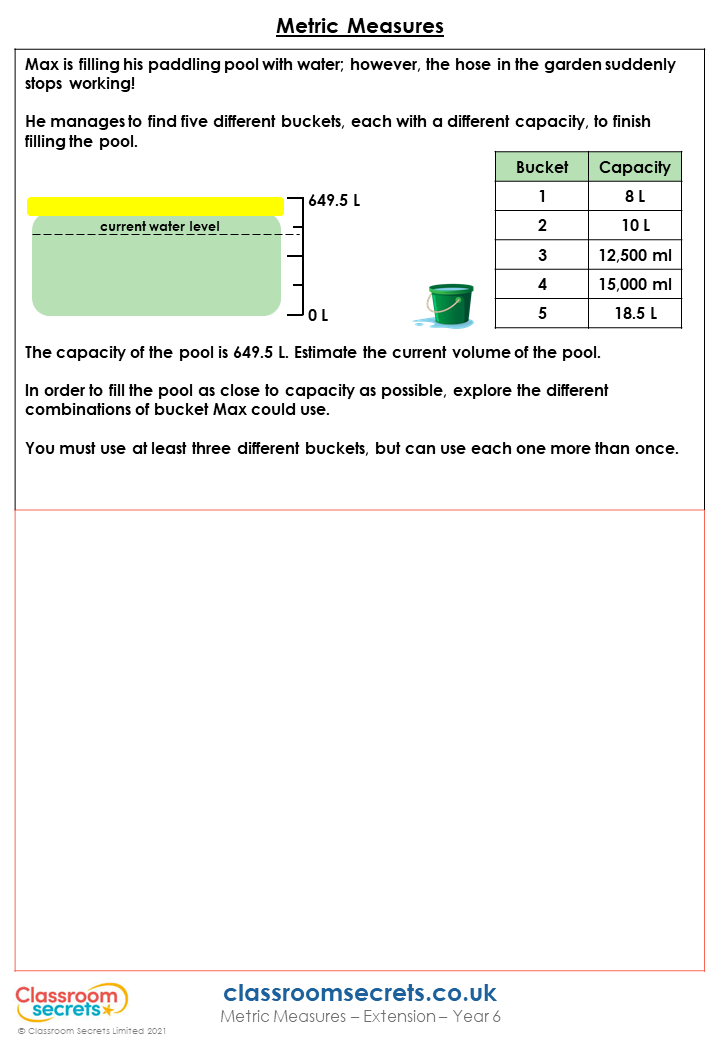 Metric Measures
Max is filling his paddling pool with water; however, the hose in the garden suddenly
stops working!
He manages to find five different buckets, each with a different capacity, to finish
filling the pool.
Bucket Capacity
1 8 L
2 10 L
3 12,500 ml
4 15,000 ml
5 18.5 L
649.5 L
current water level
0 L
The capacity of the pool is 649.5 L. Estimate the current volume of the pool.
In order to fill the pool as close to capacity as possible, explore the different
combinations of bucket Max could use.
You must use at least three different buckets, but can use each one more than once.
Classroom
secrets
© Classroom Secrets Limited 2021
classroomsecrets.co.uk
Metric Measures – Extension – Year 6